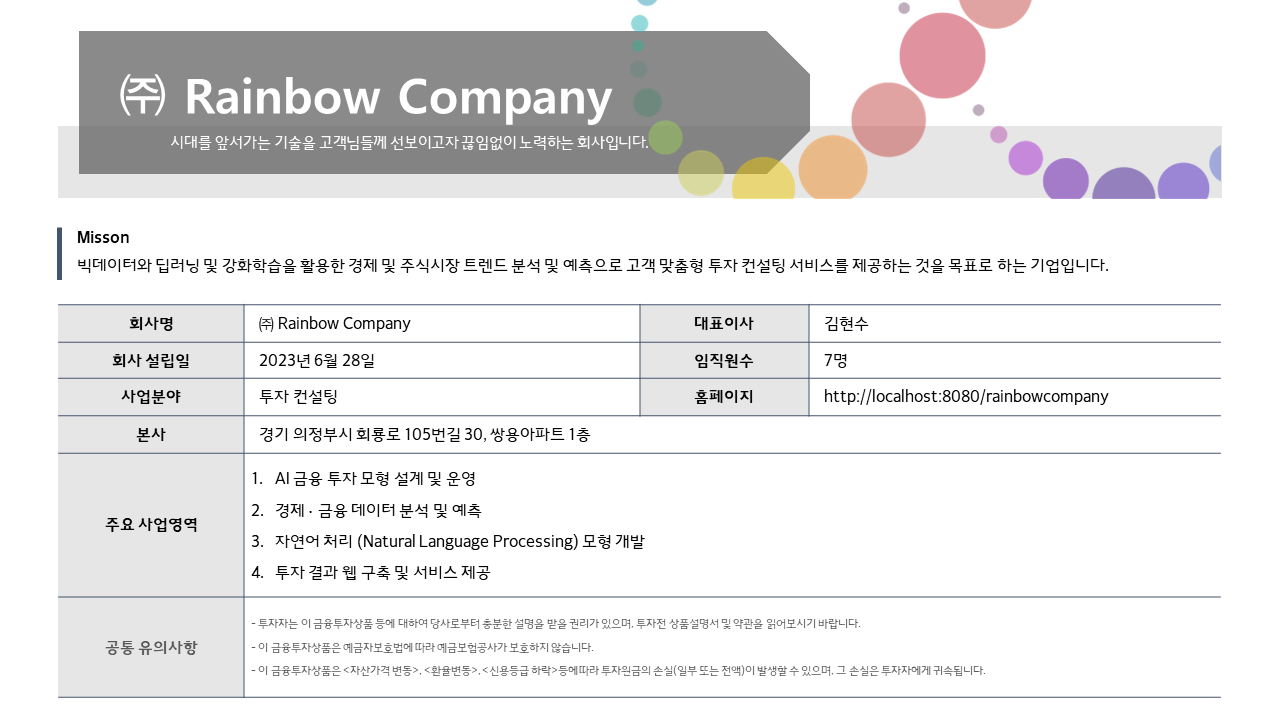 ㈜ Rainbow Company
시대를 앞서가는 기술을 고객님들께 선보이고자 끊임없이 노력하는 회사입니다.
Misson
빅데이터와 딥러닝 및 강화학습을 활용한 경제 및 주식시장 트렌드 분석 및 예측으로 고객 맞춤형 투자 컨설팅 서비스를 제공하는 것을 목표로 하는 기업입니다.
회사명 ㈜ Rainbow Company 대표이사 김현수
회사 설립일 2023년 6월 28일 임직원수 7명
사업분야 투자 컨설팅 홈페이지 http://localhost:8080/rainbowcompany
본사 경기 의정부시 회룡로 105번길 30, 쌍용아파트 1층
주요 사업영역
1. AI 금융 투자 모형 설계 및 운영
2. 경제 · 금융 데이터 분석 및 예측
3. 자연어 처리 (Natural Language Processing) 모형 개발
4. 투자 결과 웹 구축 및 서비스 제공
공통 유의사항
- 투자자는 이 금융투자상품 등에 대하여 당사로부터 충분한 설명을 받을 권리가 있으며, 투자전 상품설명서 및 약관을 읽어보시기 바랍니다.
- 이 금융투자상품은 예금자보호법에 따라 예금보험공사가 보호하지 않습니다.
- 이 금융투자상품은 <자산가격 변동>, <환율변동>, <신용등급 하락>등에따라 투자원금의 손실(일부 또는 전액)이 발생할 수 있으며, 그 손실은 투자자에게 귀속됩니다.